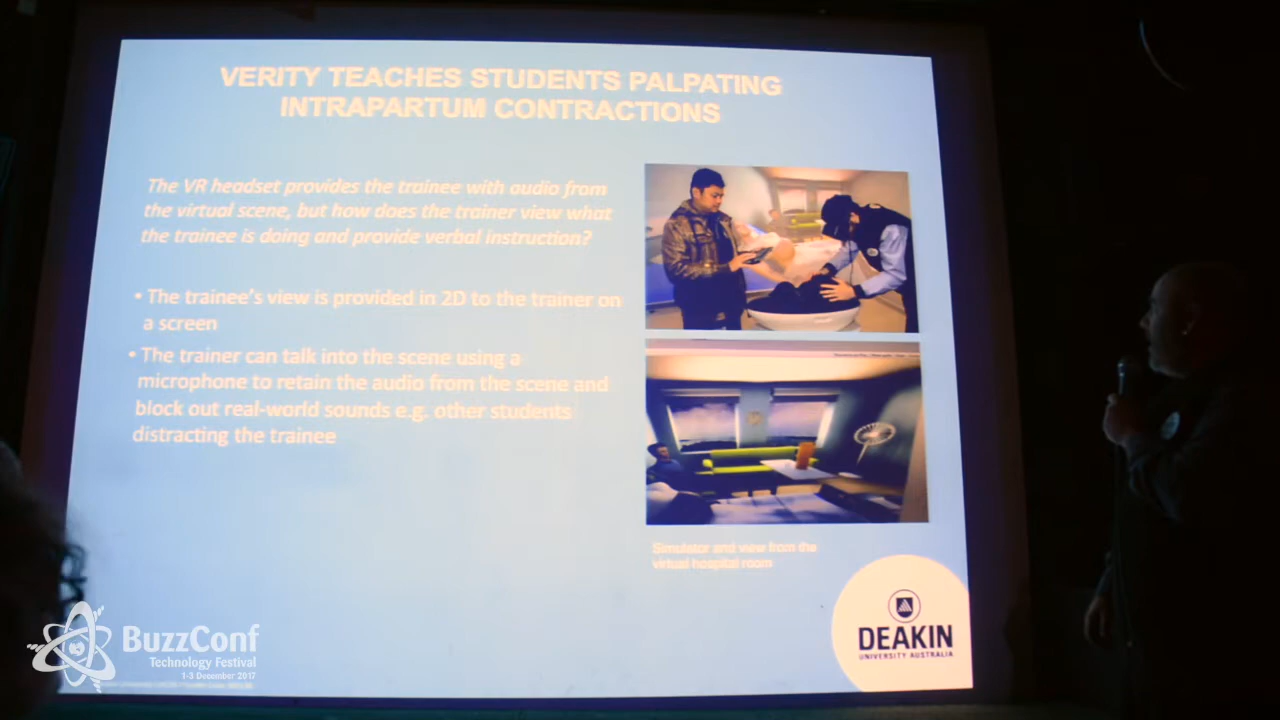 VERITY TEACHES STUDENTS PALPATING
INTRAPARTUM CONTRACTIONS
The VR headset provides the trainee with audio from
the virtual scene, but how does the trainer view what
the trainee is doing and provide verbal instruction?
• The trainee's view is provided in 2D to the trainer on
a screen
• The trainer can talk into the scene using a
microphone to retain the audio from the scene and
block out real-world sounds e.g. other students
distracting the trainee
Simulator and view from the
virtual hospital room
DEAKIN
UNIVERSITY AUSTRALIA
BuzzConf
Technology Festival
1-3 December 2017